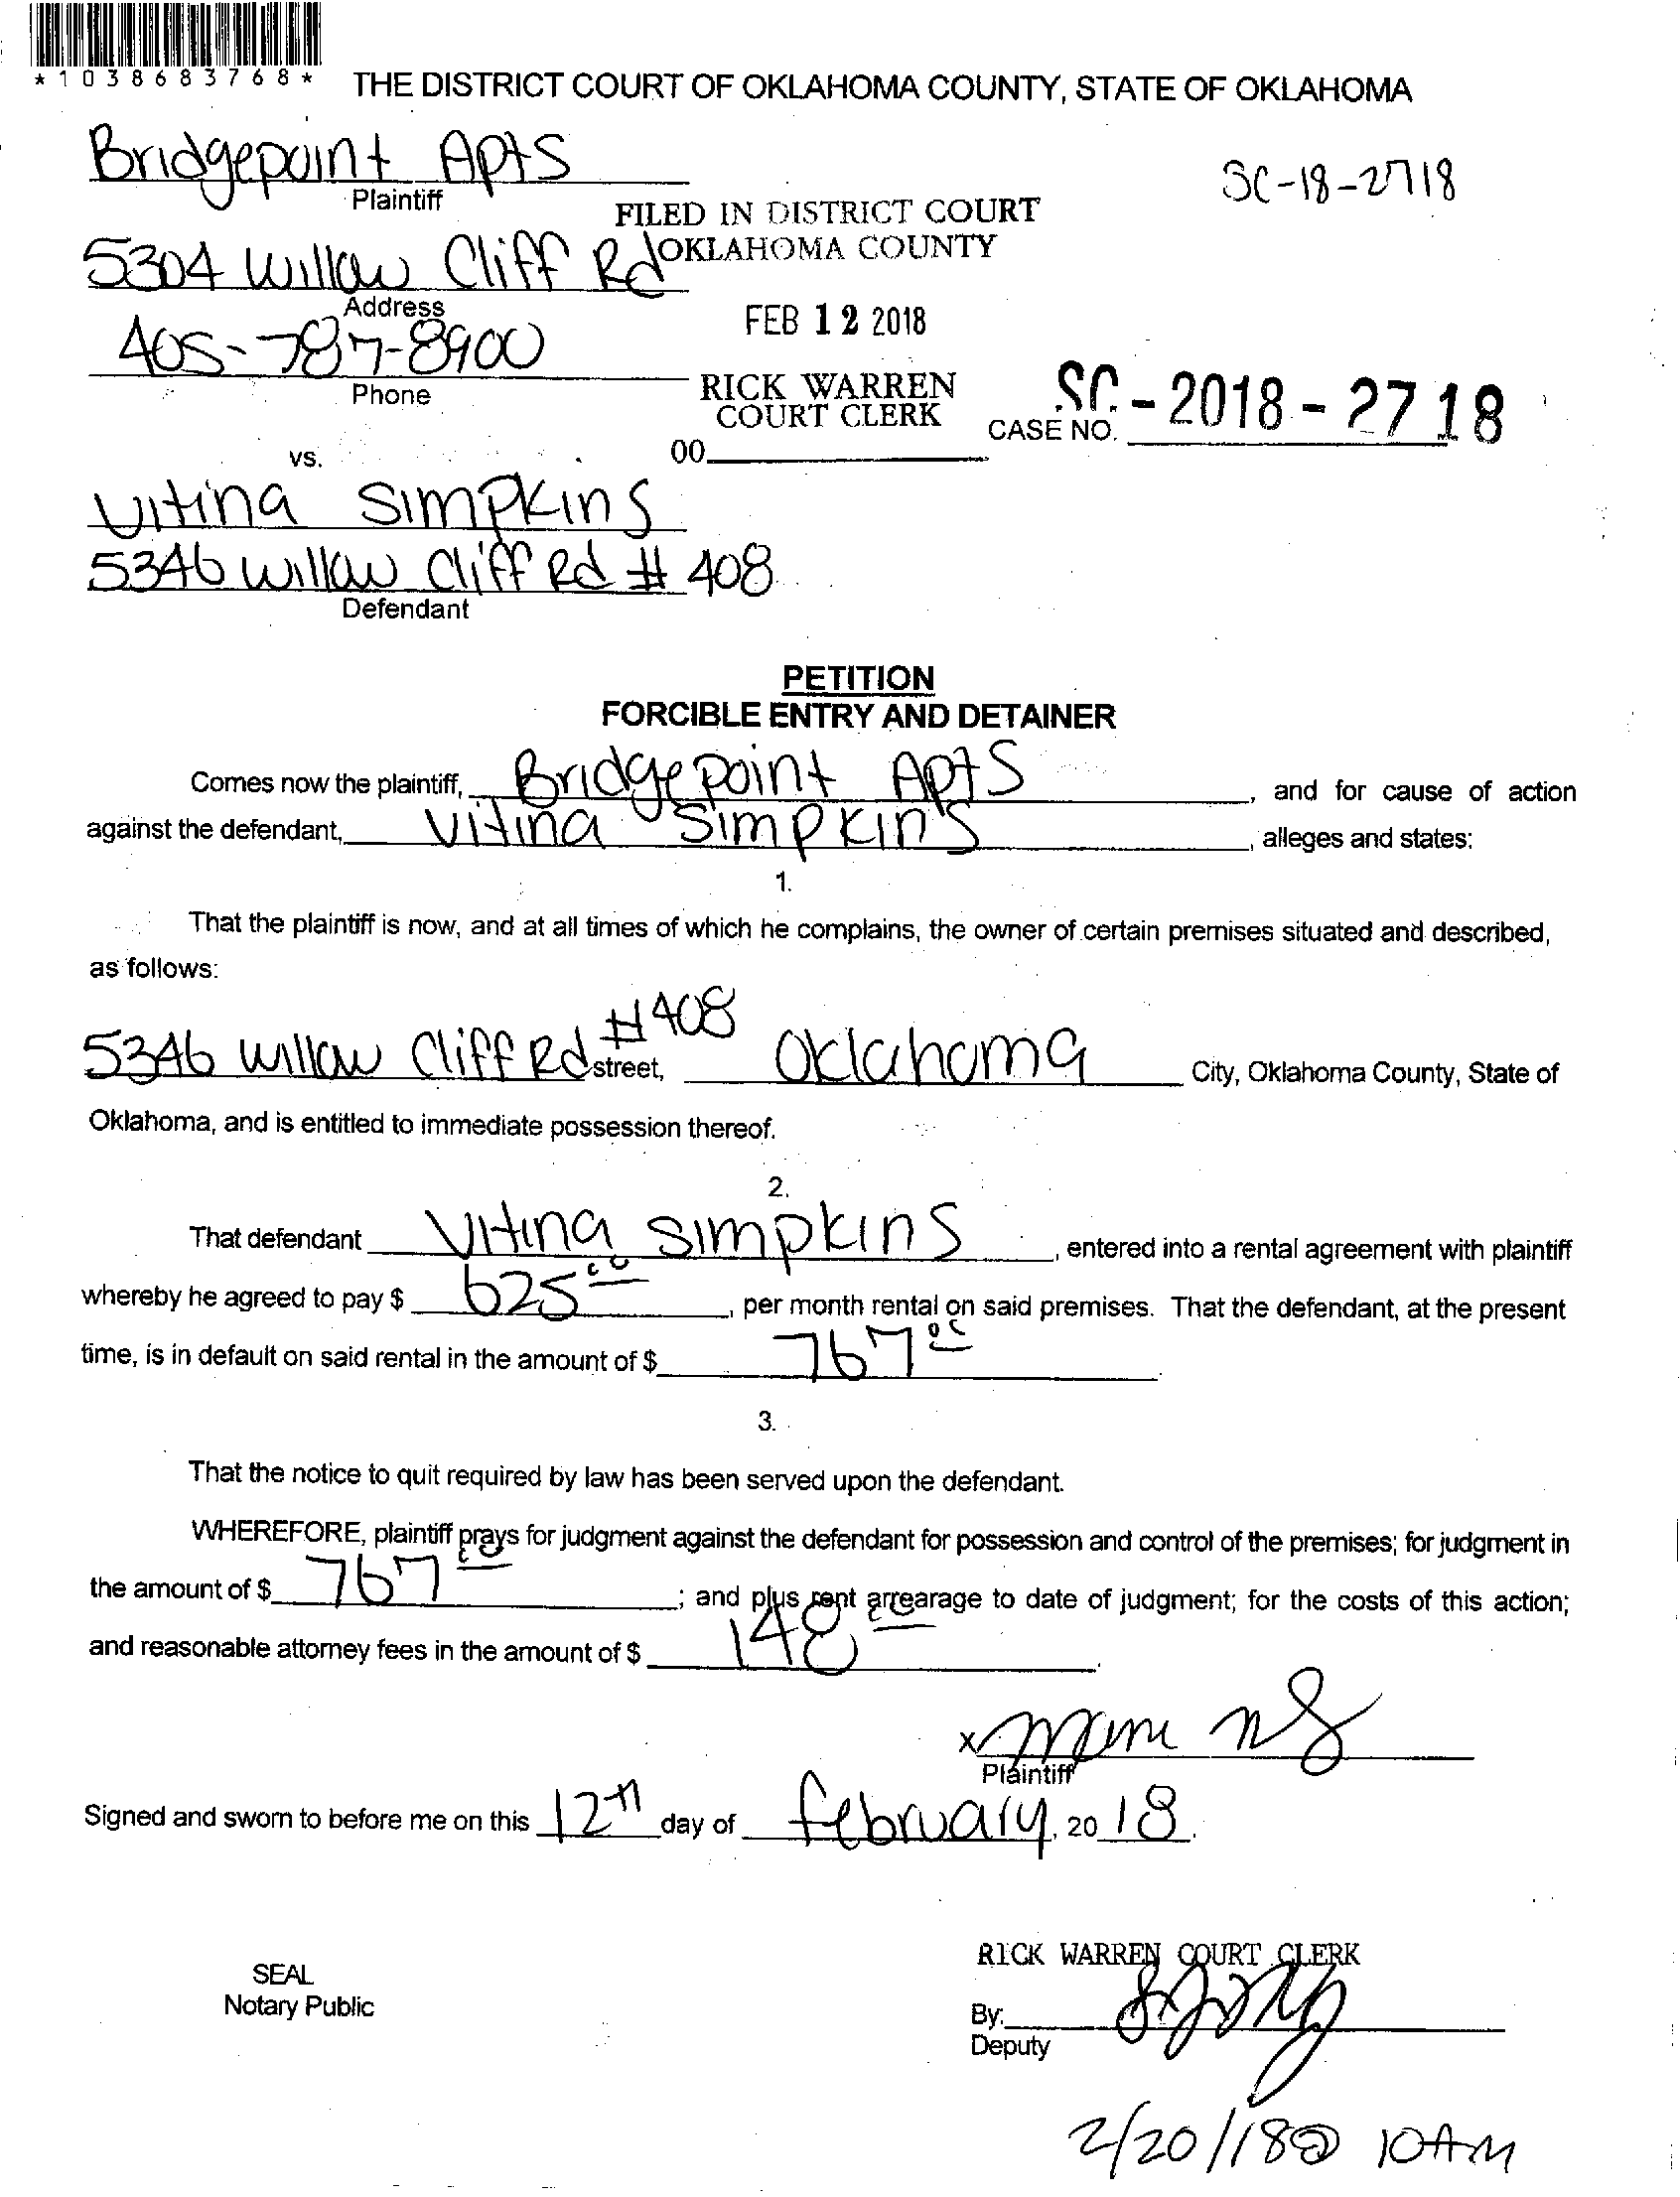 *1038683768*
THE DISTRICT COURT OF OKLAHOMA COUNTY, STATE OF OKLAHOMA
Bridgepoint Apts
SC-18-2718
Plaintiff
FILED IN DISTRICT COURT
OKLAHOMA COUNTY
5304 Willow Cliff Rd
Address
FEB 12 2018
405-787-8900
Phone
RICK WARREN
COURT CLERK
CASE NO. SC-2018-2718
00
vs.
Vitina Simpkins
5346 Willow Cliff Rd # 408
Defendant
PETITION
FORCIBLE ENTRY AND DETAINER
Comes now the plaintiff, Bridgepoint Apts, and for cause of action
against the defendant, Vitina Simpkins, alleges and states:
1.
That the plaintiff is now, and at all times of which he complains, the owner of certain premises situated and described,
as follows:
5346 Willow Cliff Rd #408 street, Oklahoma City, Oklahoma County, State of
Oklahoma, and is entitled to immediate possession thereof.
2.
That defendant Vitina Simpkins, entered into a rental agreement with plaintiff
whereby he agreed to pay $ 625 00, per month rental on said premises. That the defendant, at the present
time, is in default on said rental in the amount of $ 767 00.
3.
That the notice to quit required by law has been served upon the defendant.
WHEREFORE, plaintiff prays for judgment against the defendant for possession and control of the premises; for judgment in
the amount of $ 767 00; and plus rent arrearage to date of judgment; for the costs of this action;
and reasonable attorney fees in the amount of $ 148 00.
x
Plaintiff
Signed and sworn to before me on this 12th day of February, 2018.
RICK WARREN COURT CLERK
SEAL
Notary Public
By:
Deputy
2/20/18 @ 10AM